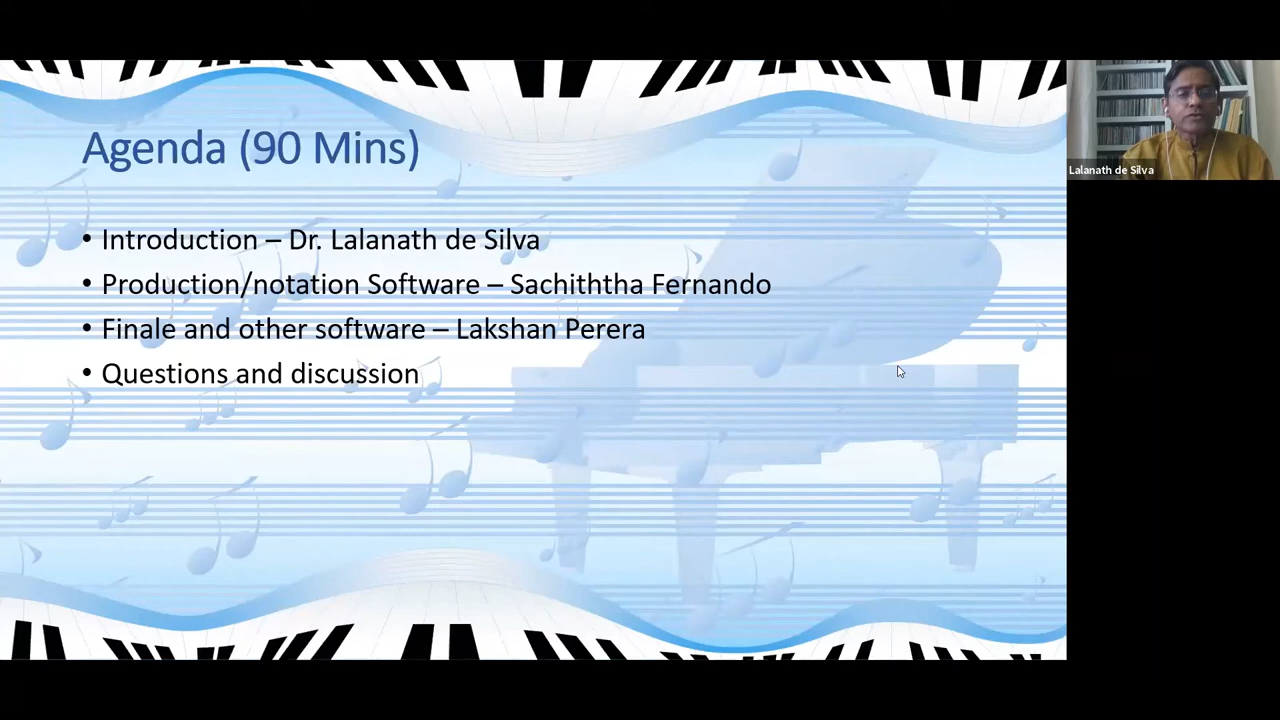 Agenda (90 Mins)
• Introduction – Dr. Lalanath de Silva
• Production/notation Software – Sachiththa Fernando
• Finale and other software – Lakshan Perera
• Questions and discussion
Lalanath de Silva